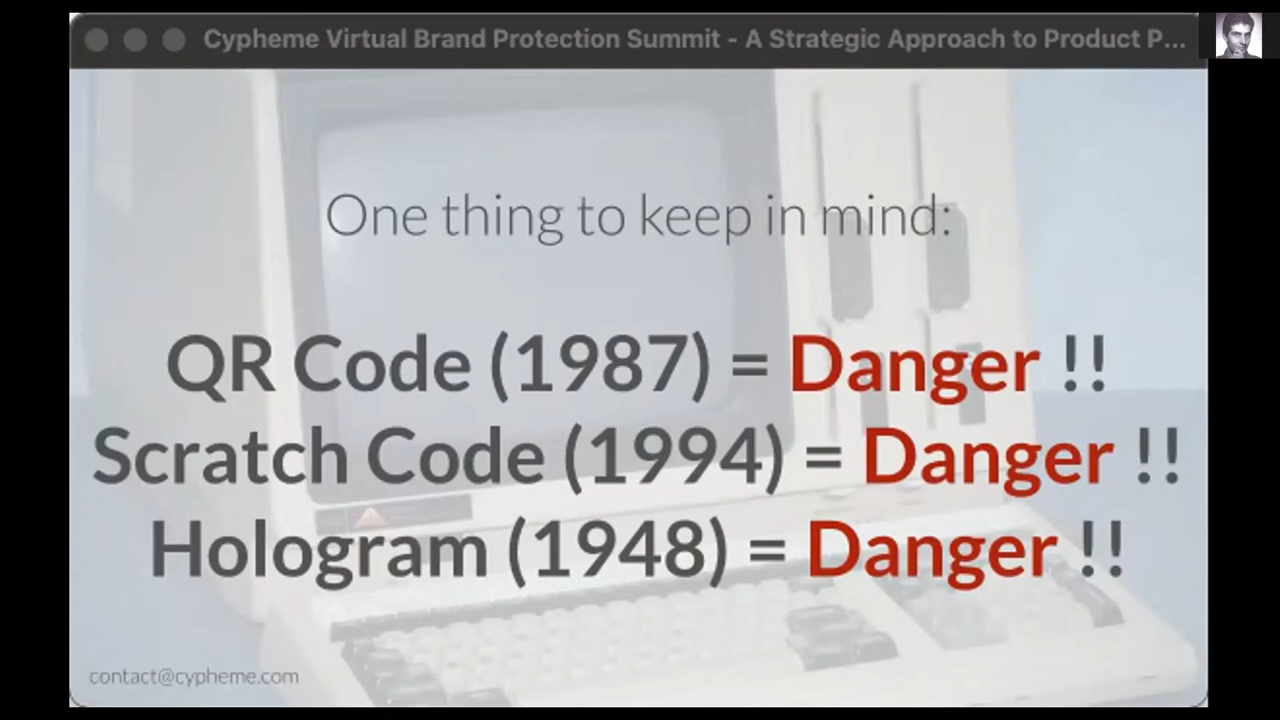 Cypheme Virtual Brand Protection Summit - A Strategic Approach to Product P...
One thing to keep in mind:
QR Code (1987) = Danger !!
Scratch Code (1994) = Danger !!
Hologram (1948) = Danger !!
contact@cypheme.com